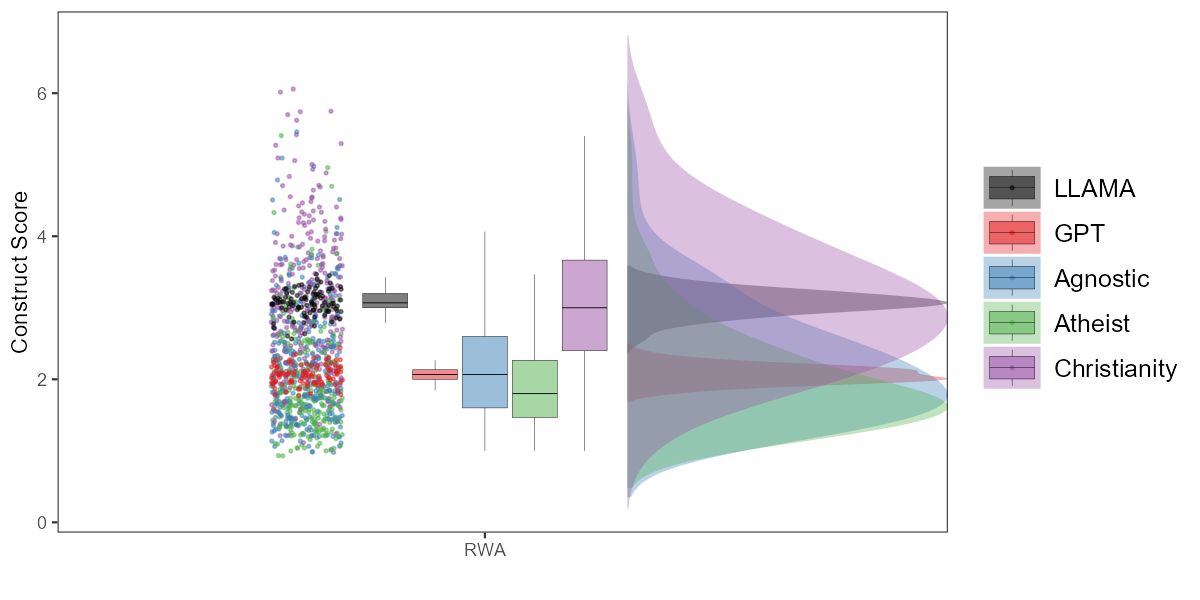 Construct Score
6
4
2
0
RWA
LLAMA
GPT
Agnostic
Atheist
Christianity